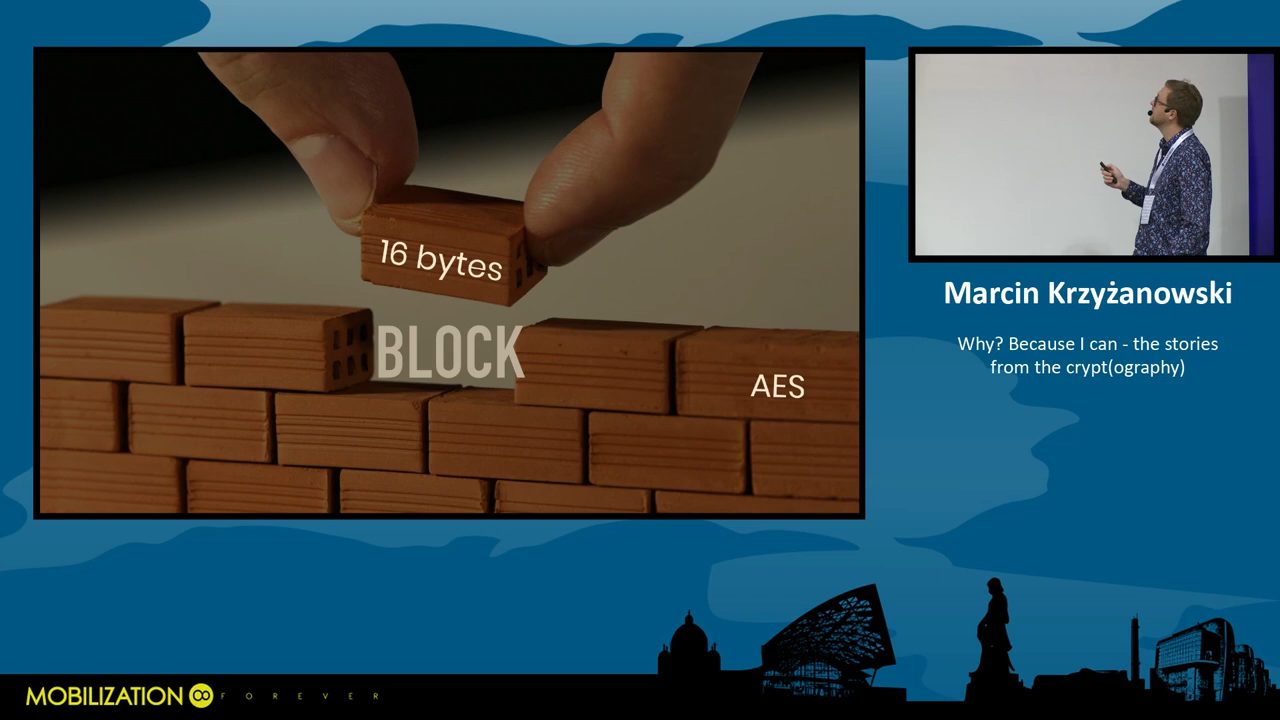 16 bytes
BLOCK
AES
Marcin Krzyżanowski
Why? Because I can - the stories
from the crypt(ography)
MOBILIZATION
FOREVER